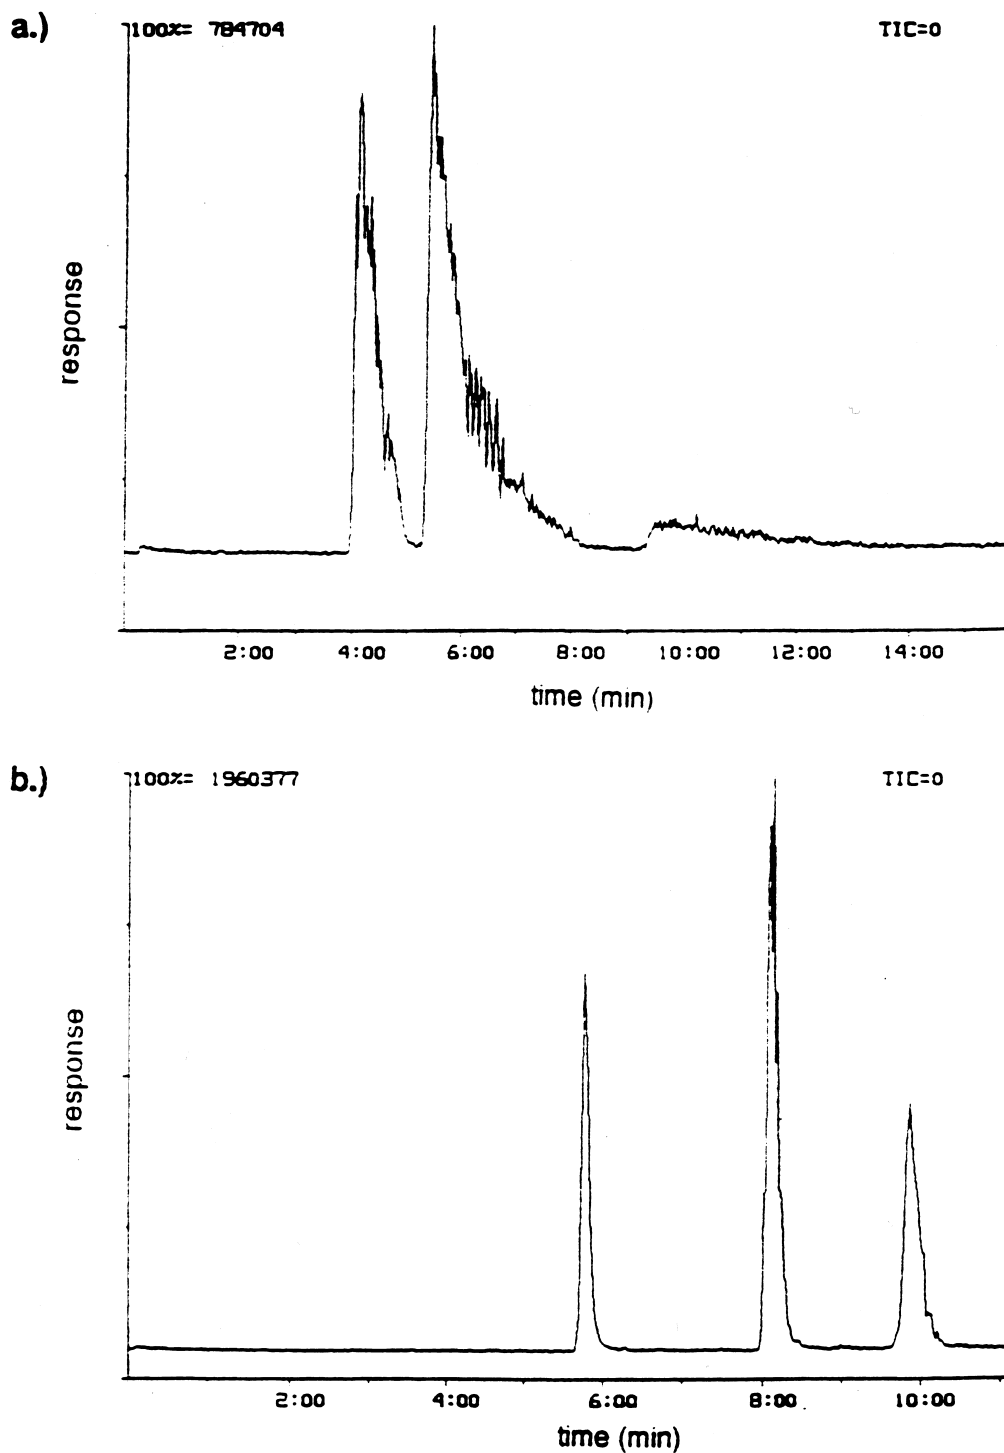 a.)
100%= 784704 TIC=0
response
2:00 4:00 6:00 8:00 10:00 12:00 14:00
time (min)
b.)
100%= 1960377 TIC=0
response
2:00 4:00 6:00 8:00 10:00
time (min)